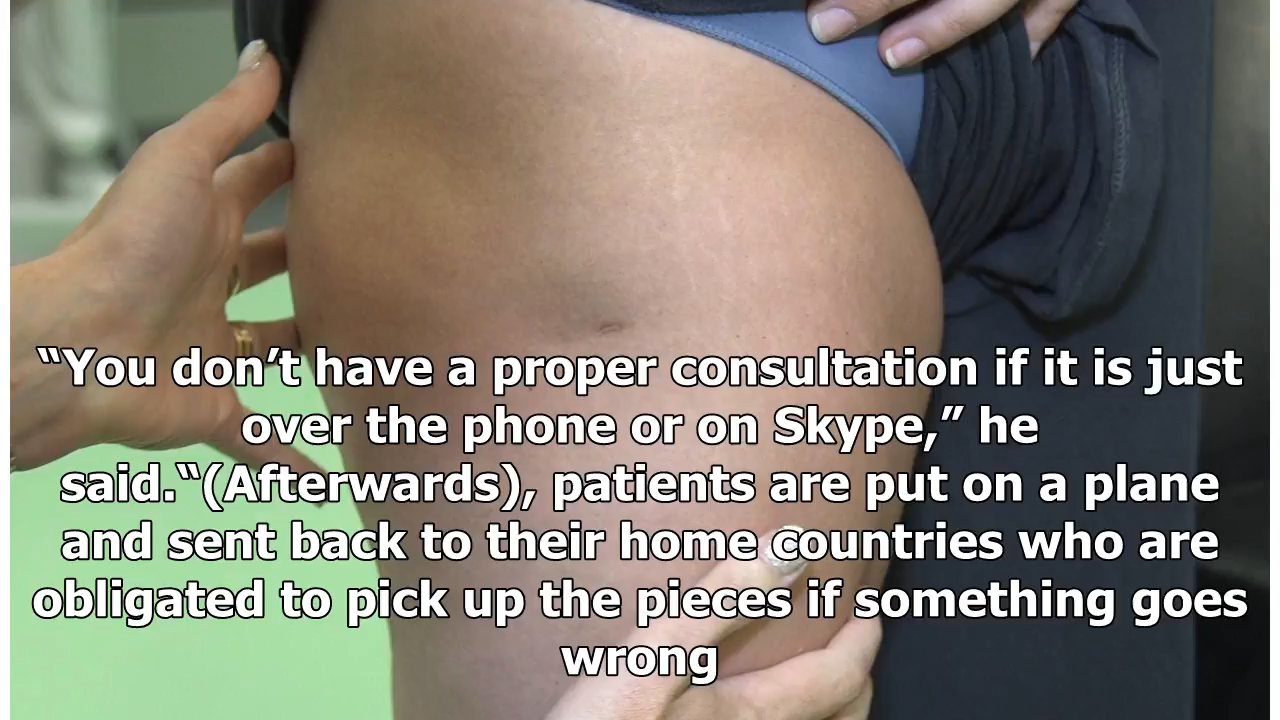 “You don’t have a proper consultation if it is just
over the phone or on Skype,” he
said.“(Afterwards), patients are put on a plane
and sent back to their home countries who are
obligated to pick up the pieces if something goes
wrong